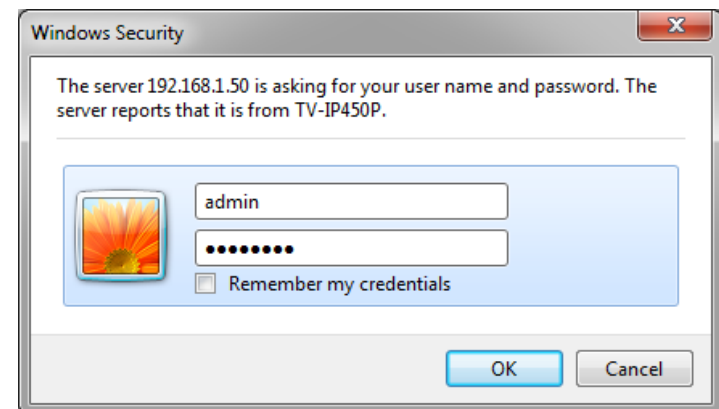 Windows Security
The server 192.168.1.50 is asking for your user name and password. The
server reports that it is from TV-IP450P.
admin
●●●●●●●●
Remember my credentials
OK
Cancel